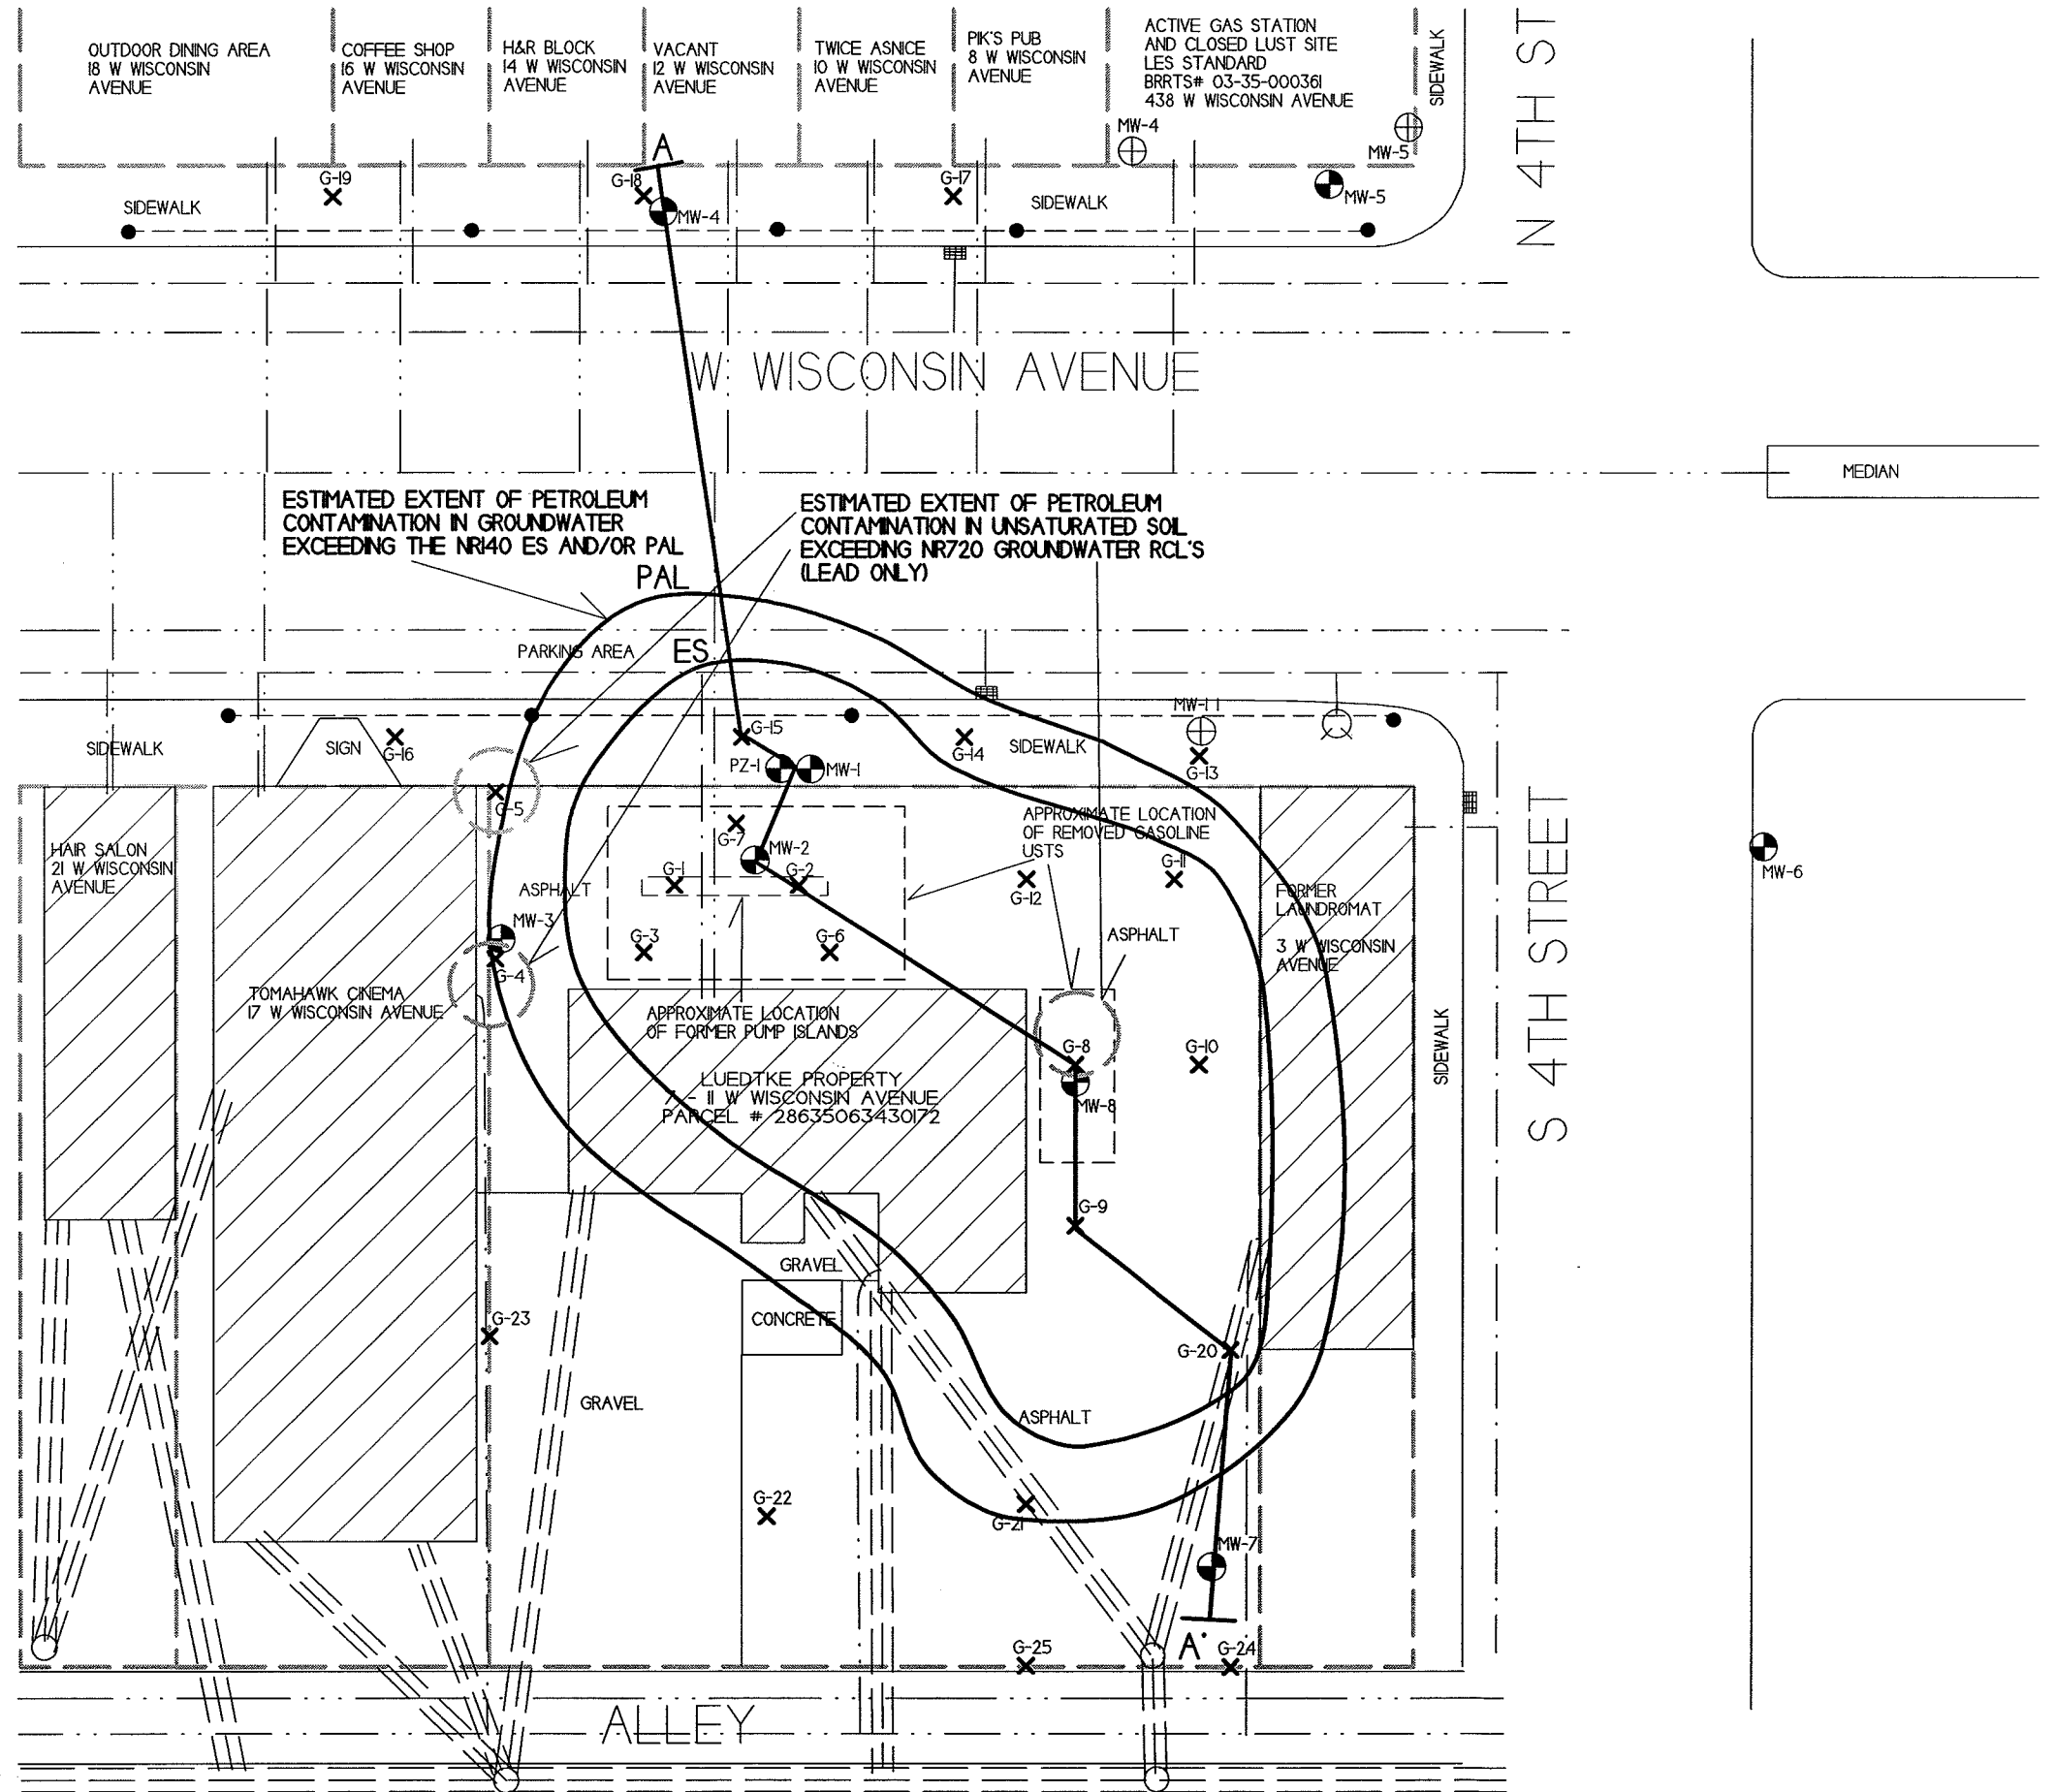 OUTDOOR DINING AREA
18 W WISCONSIN
AVENUE
COFFEE SHOP
16 W WISCONSIN
AVENUE
H&R BLOCK
14 W WISCONSIN
AVENUE
VACANT
12 W WISCONSIN
AVENUE
TWICE ASNICE
10 W WISCONSIN
AVENUE
PIK'S PUB
8 W WISCONSIN
AVENUE
ACTIVE GAS STATION
AND CLOSED LUST SITE
LES STANDARD
BRRTS# 03-35-000361
438 W WISCONSIN AVENUE
SIDEWALK
N 4TH ST
MW-4
MW-5
A
G-19
G-18
G-17
MW-4
MW-5
SIDEWALK
SIDEWALK
W WISCONSIN AVENUE
MEDIAN
ESTIMATED EXTENT OF PETROLEUM
CONTAMINATION IN GROUNDWATER
EXCEEDING THE NR140 ES AND/OR PAL
ESTIMATED EXTENT OF PETROLEUM
CONTAMINATION IN UNSATURATED SOIL
EXCEEDING NR720 GROUNDWATER RCL'S
(LEAD ONLY)
PAL
PARKING AREA
ES
SIDEWALK
SIGN
G-16
G-15
G-14
SIDEWALK
MW-11
G-13
PZ-1
MW-1
G-5
G-7
MW-2
G-1
G-2
APPROXIMATE LOCATION
OF REMOVED GASOLINE
USTS
G-11
G-12
HAIR SALON
21 W WISCONSIN
AVENUE
ASPHALT
MW-3
G-4
G-3
G-6
ASPHALT
FORMER
LAUNDROMAT
3 W WISCONSIN
AVENUE
MW-6
S 4TH STREET
SIDEWALK
TOMAHAWK CINEMA
17 W WISCONSIN AVENUE
APPROXIMATE LOCATION
OF FORMER PUMP ISLANDS
G-8
MW-8
G-10
LUEDTKE PROPERTY
7 - 11 W WISCONSIN AVENUE
PARCEL # 28635063430172
G-9
GRAVEL
CONCRETE
G-23
G-20
GRAVEL
ASPHALT
G-22
G-21
MW-7
A'
G-25
G-24
ALLEY